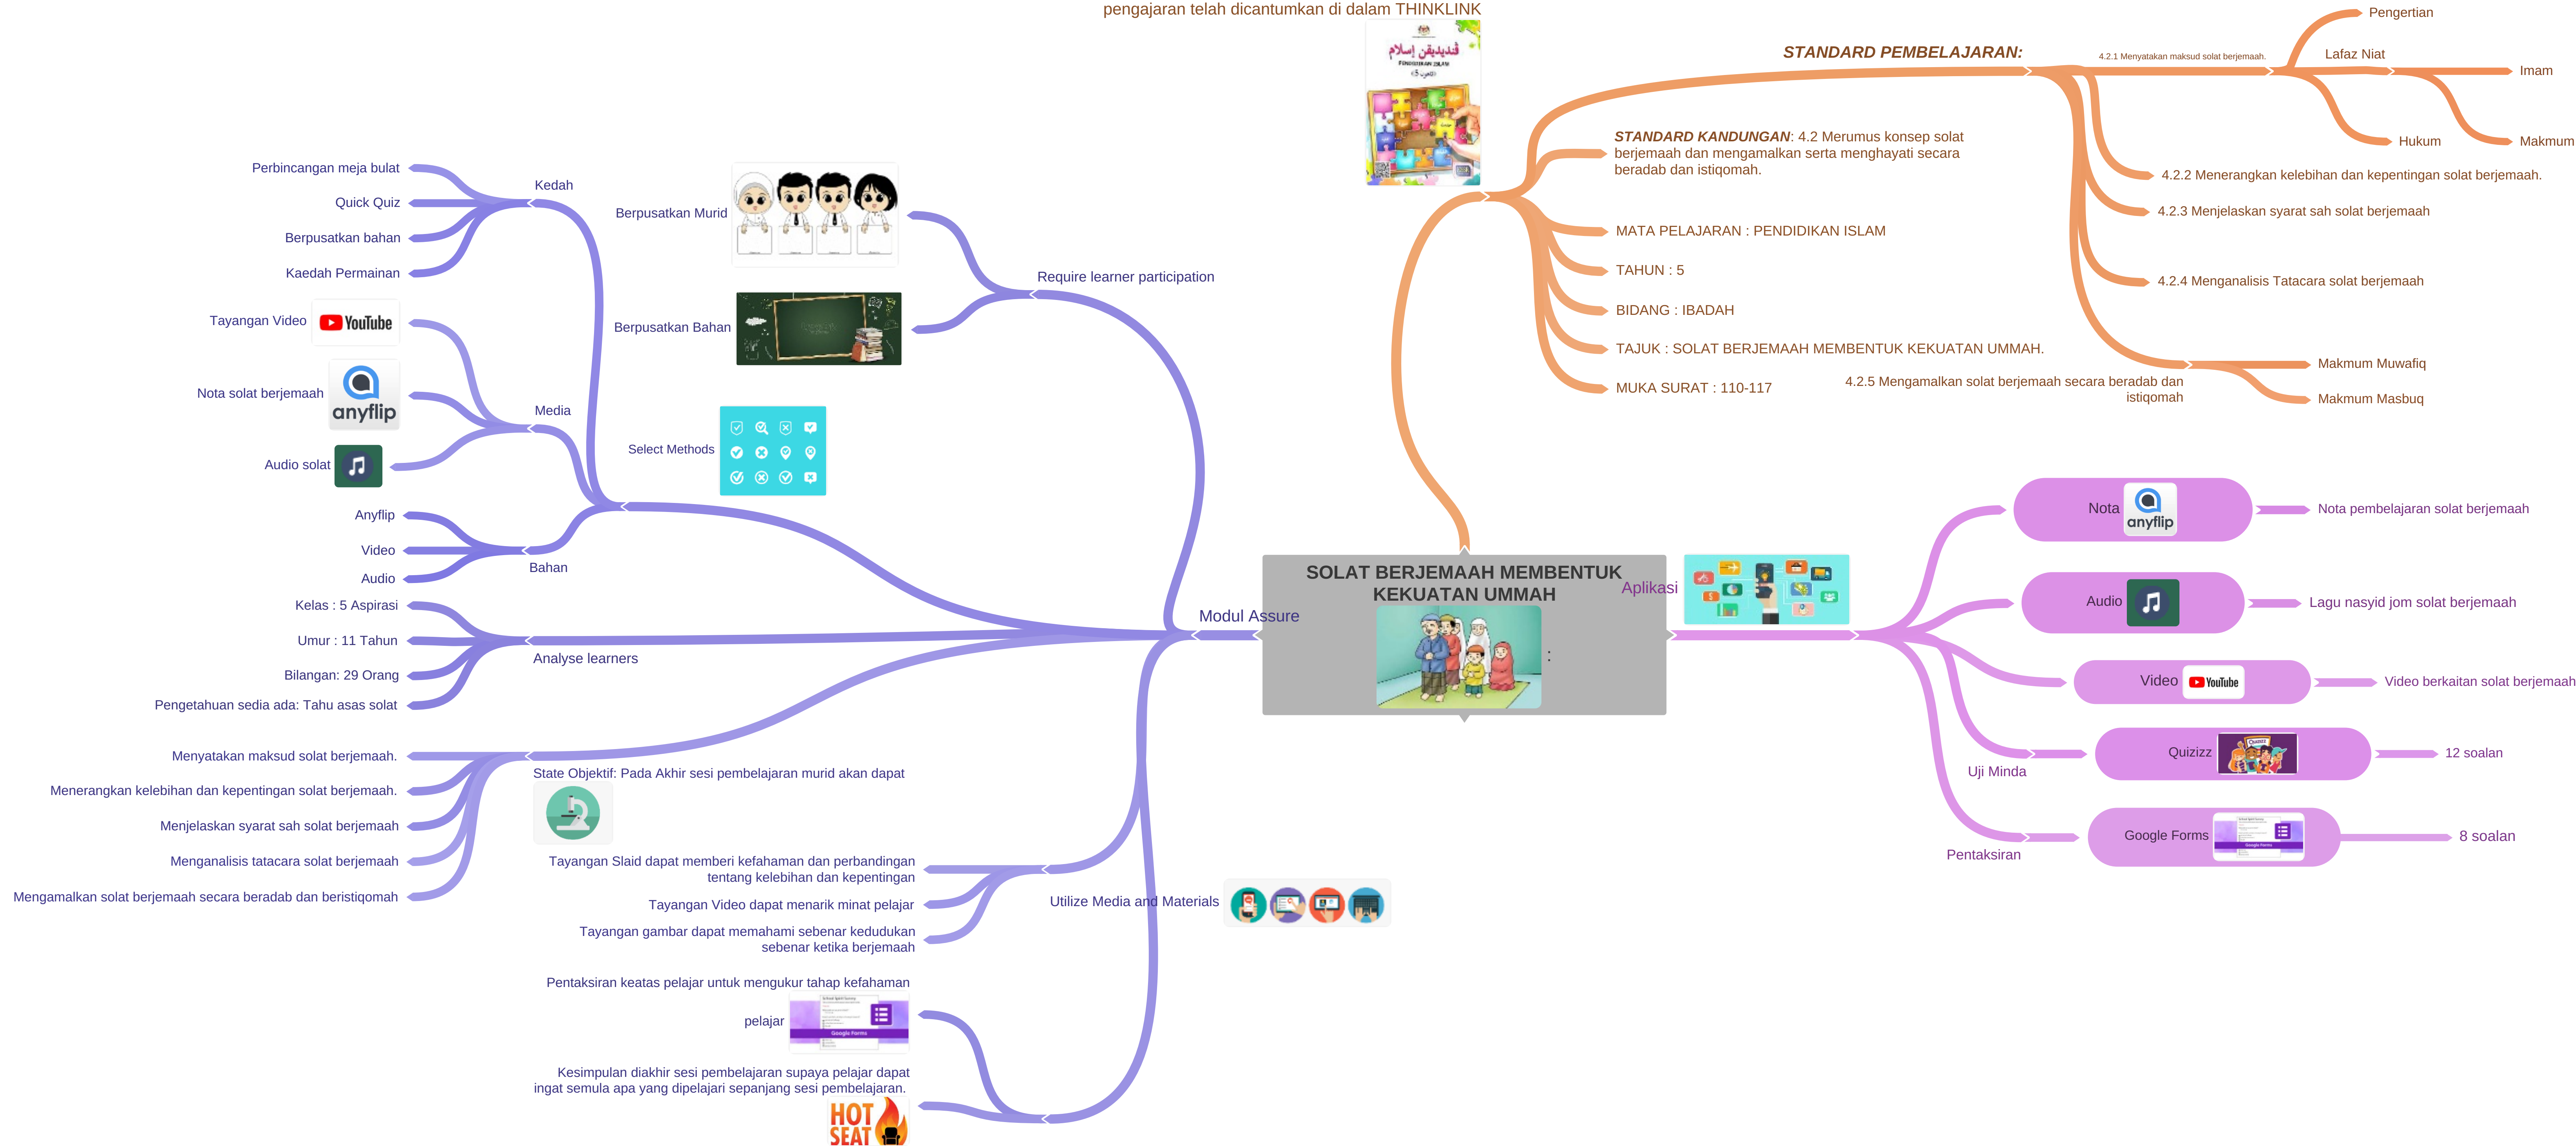 pengajaran telah dicantumkan di dalam THINKLINK
ڤنديديقن إسلام
PENDIDIKAN ISLAM
STANDARD PEMBELAJARAN:
4.2.1 Menyatakan maksud solat berjemaah.
Pengertian
Lafaz Niat
Imam
Makmum
Hukum
4.2.2 Menerangkan kelebihan dan kepentingan solat berjemaah.
4.2.3 Menjelaskan syarat sah solat berjemaah
4.2.4 Menganalisis Tatacara solat berjemaah
4.2.5 Mengamalkan solat berjemaah secara beradab dan
istiqomah
Makmum Muwafiq
Makmum Masbuq
STANDARD KANDUNGAN: 4.2 Merumus konsep solat
berjemaah dan mengamalkan serta menghayati secara
beradab dan istiqomah.
MATA PELAJARAN : PENDIDIKAN ISLAM
TAHUN : 5
BIDANG : IBADAH
TAJUK : SOLAT BERJEMAAH MEMBENTUK KEKUATAN UMMAH.
MUKA SURAT : 110-117
SOLAT BERJEMAAH MEMBENTUK
KEKUATAN UMMAH
:
Aplikasi
Nota
anyflip
Nota pembelajaran solat berjemaah
Audio
Lagu nasyid jom solat berjemaah
Video
YouTube
Video berkaitan solat berjemaah
Uji Minda
Quizizz
12 soalan
Pentaksiran
Google Forms
Google Forms
8 soalan
Modul Assure
Require learner participation
Berpusatkan Murid
Berpusatkan Bahan
Select Methods
Kedah
Perbincangan meja bulat
Quick Quiz
Berpusatkan bahan
Kaedah Permainan
Media
Tayangan Video
YouTube
Nota solat berjemaah
anyflip
Audio solat
Bahan
Anyflip
Video
Audio
Analyse learners
Kelas : 5 Aspirasi
Umur : 11 Tahun
Bilangan: 29 Orang
Pengetahuan sedia ada: Tahu asas solat
State Objektif: Pada Akhir sesi pembelajaran murid akan dapat
Menyatakan maksud solat berjemaah.
Menerangkan kelebihan dan kepentingan solat berjemaah.
Menjelaskan syarat sah solat berjemaah
Menganalisis tatacara solat berjemaah
Mengamalkan solat berjemaah secara beradab dan beristiqomah
Utilize Media and Materials
Tayangan Slaid dapat memberi kefahaman dan perbandingan
tentang kelebihan dan kepentingan
Tayangan Video dapat menarik minat pelajar
Tayangan gambar dapat memahami sebenar kedudukan
sebenar ketika berjemaah
Pentaksiran keatas pelajar untuk mengukur tahap kefahaman
pelajar
Google Forms
Kesimpulan diakhir sesi pembelajaran supaya pelajar dapat
ingat semula apa yang dipelajari sepanjang sesi pembelajaran.
HOT
SEAT